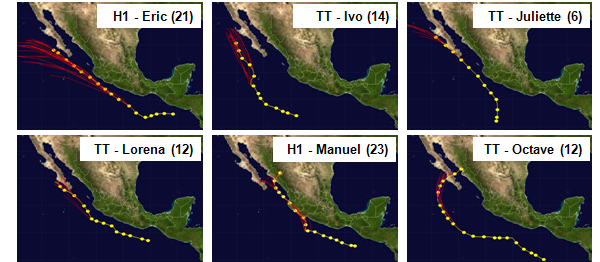 H1 - Eric (21)
TT - Ivo (14)
TT - Juliette (6)
TT - Lorena (12)
H1 - Manuel (23)
TT - Octave (12)